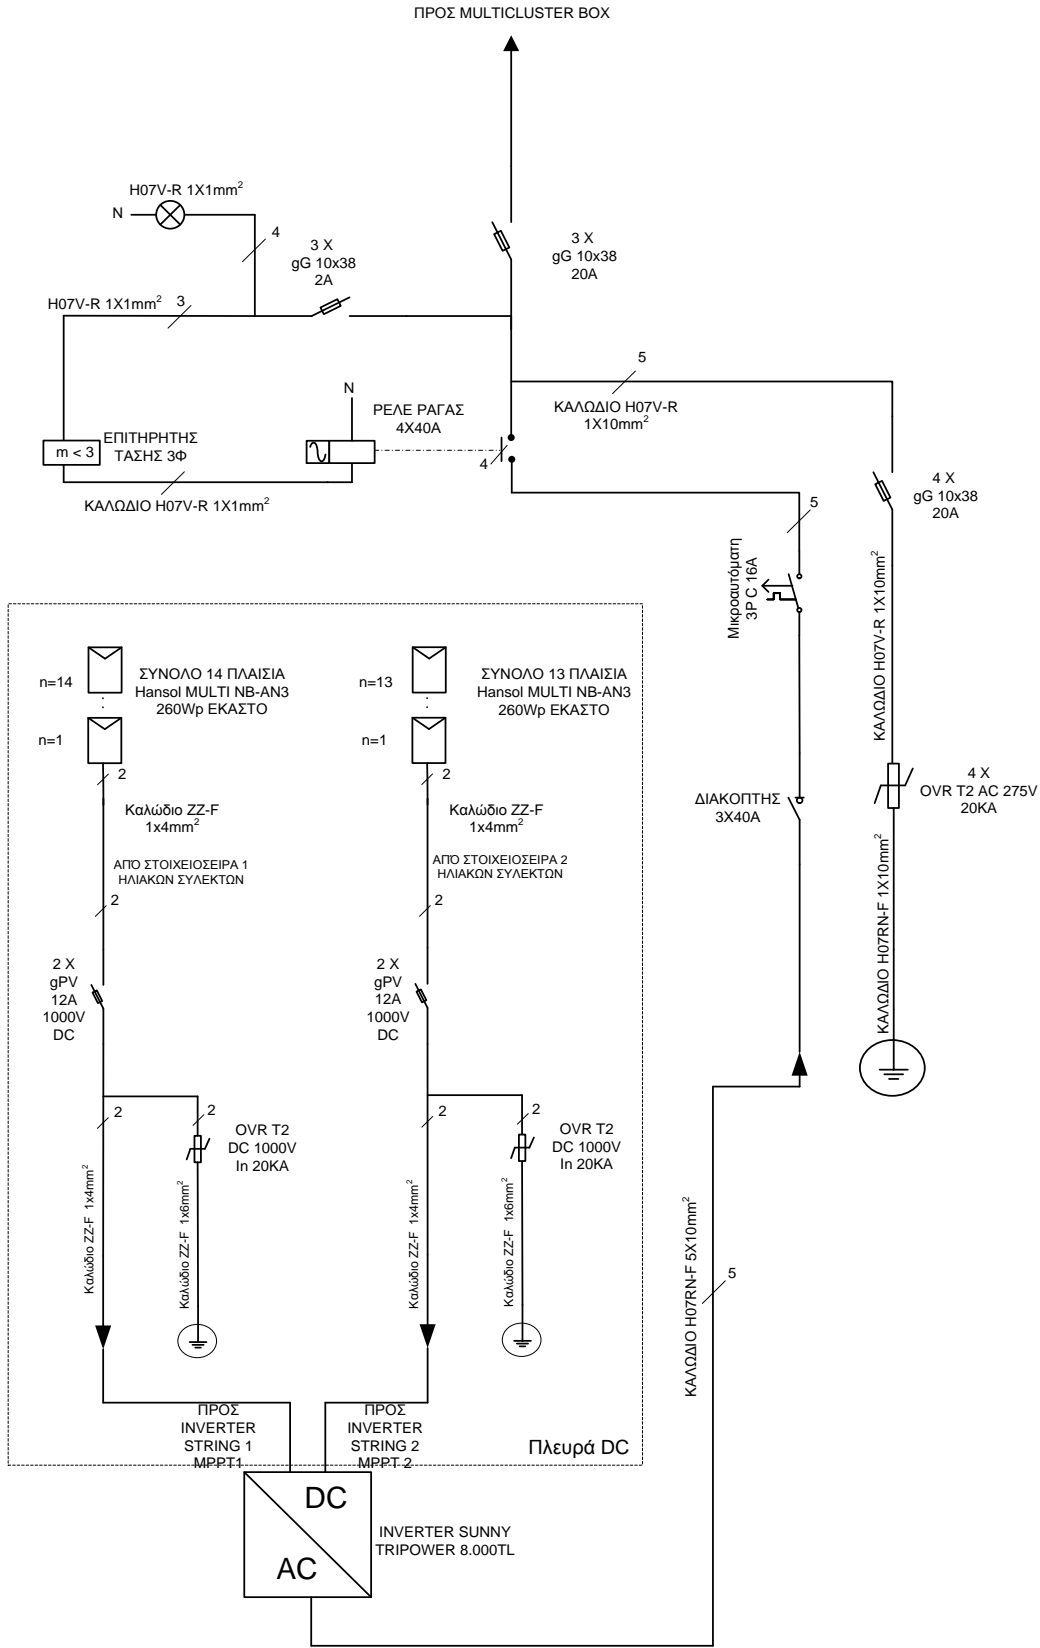 ΠΡΟΣ MULTICLUSTER BOX
H07V-R 1X1mm²
N
4
3 X
gG 10x38
2A
3 X
gG 10x38
20A
H07V-R 1X1mm²
3
5
ΚΑΛΩΔΙΟ H07V-R
1X10mm²
N
ΡΕΛΕ ΡΑΓΑΣ
4X40A
m < 3
ΕΠΙΤΗΡΗΤΗΣ
ΤΑΣΗΣ 3Φ
4
ΚΑΛΩΔΙΟ H07V-R 1X1mm²
4 X
gG 10x38
20A
5
Μικροαυτόματη
3P C 16A
ΚΑΛΩΔΙΟ H07V-R 1X10mm²
n=14
ΣΥΝΟΛΟ 14 ΠΛΑΙΣΙΑ
Hansol MULTI NB-AN3
260Wp ΕΚΑΣΤΟ
n=1
n=13
ΣΥΝΟΛΟ 13 ΠΛΑΙΣΙΑ
Hansol MULTI NB-AN3
260Wp ΕΚΑΣΤΟ
n=1
2
2
Καλώδιο ZZ-F
1x4mm²
Καλώδιο ZZ-F
1x4mm²
ΔΙΑΚΟΠΤΗΣ
3X40A
4 X
OVR T2 AC 275V
20KA
ΑΠΌ ΣΤΟΙΧΕΙΟΣΕΙΡΑ 1
ΗΛΙΑΚΩΝ ΣΥΛΕΚΤΩΝ
ΑΠΌ ΣΤΟΙΧΕΙΟΣΕΙΡΑ 2
ΗΛΙΑΚΩΝ ΣΥΛΕΚΤΩΝ
2
2
ΚΑΛΩΔΙΟ H07RN-F 1X10mm²
2 X
gPV
12A
1000V
DC
2 X
gPV
12A
1000V
DC
2
2
OVR T2
DC 1000V
In 20KA
2
2
OVR T2
DC 1000V
In 20KA
Καλώδιο ZZ-F 1x4mm²
Καλώδιο ZZ-F 1x6mm²
Καλώδιο ZZ-F 1x4mm²
Καλώδιο ZZ-F 1x6mm²
ΚΑΛΩΔΙΟ H07RN-F 5X10mm²
5
ΠΡΟΣ
INVERTER
STRING 1
MPPT1
ΠΡΟΣ
INVERTER
STRING 2
MPPT 2
Πλευρά DC
DC
AC
INVERTER SUNNY
TRIPOWER 8.000TL